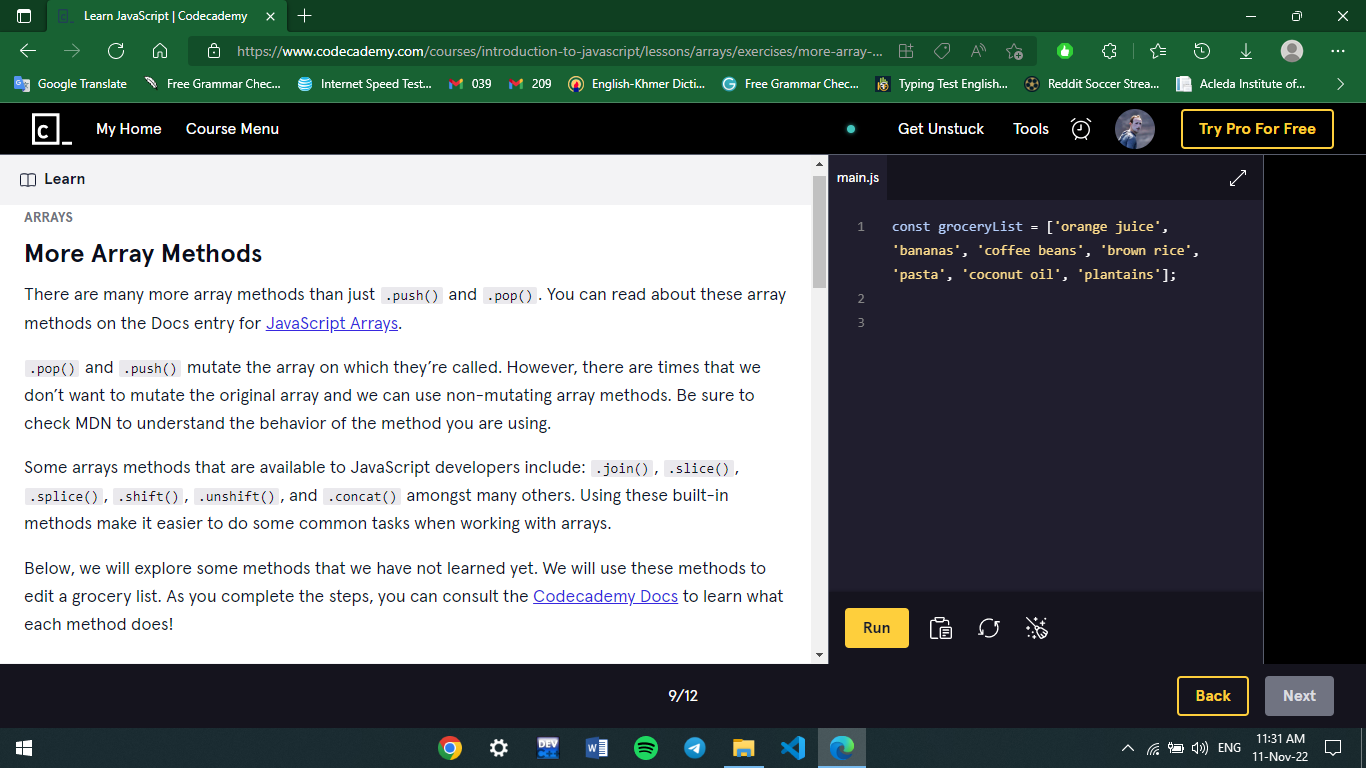 Learn JavaScript | Codecademy
https://www.codecademy.com/courses/introduction-to-javascript/lessons/arrays/exercises/more-array-...
Google Translate
Free Grammar Chec...
Internet Speed Test...
039
209
English-Khmer Dicti...
Free Grammar Chec...
Typing Test English...
Reddit Soccer Strea...
Acleda Institute of...
c_
My Home
Course Menu
Get Unstuck
Tools
Try Pro For Free
Learn
ARRAYS
More Array Methods
There are many more array methods than just .push() and .pop(). You can read about these array
methods on the Docs entry for JavaScript Arrays.
.pop() and .push() mutate the array on which they’re called. However, there are times that we
don’t want to mutate the original array and we can use non-mutating array methods. Be sure to
check MDN to understand the behavior of the method you are using.
Some arrays methods that are available to JavaScript developers include: .join(), .slice(),
.splice(), .shift(), .unshift(), and .concat() amongst many others. Using these built-in
methods make it easier to do some common tasks when working with arrays.
Below, we will explore some methods that we have not learned yet. We will use these methods to
edit a grocery list. As you complete the steps, you can consult the Codecademy Docs to learn what
each method does!
main.js
1 const groceryList = ['orange juice',
'bananas', 'coffee beans', 'brown rice',
'pasta', 'coconut oil', 'plantains'];
2
3
Run
9/12
Back
Next
DEV
ENG
11:31 AM
11-Nov-22